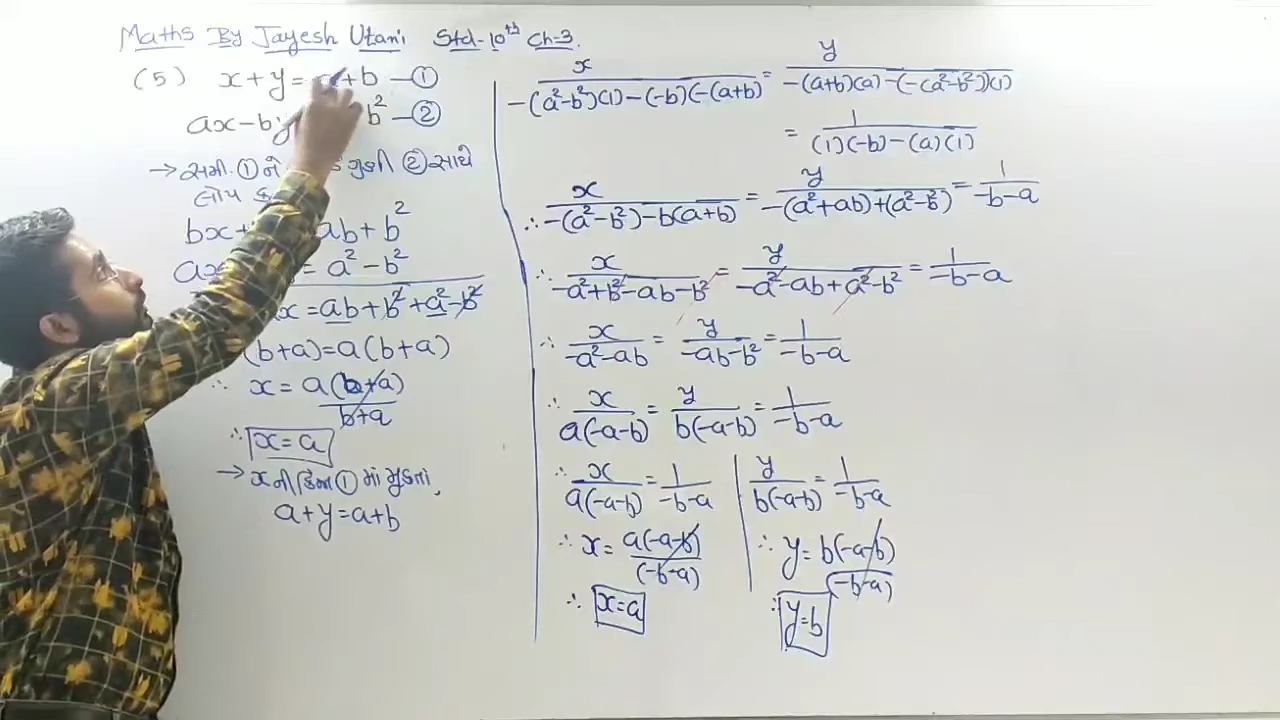 Maths By Jayesh Utani Std-10th Ch-3.
(5) x + y = a + b —①
ax - by b² —②
→ સમી. ① ને ગુણી ② સાથે
લોપ
bx+ ab + b²
ax = a² - b²
x = ab + b² + a² - b²
(b+a) = a(b+a)
∴ x = a(b+a)/b+a
∴ x = a
→ x ની કિંમત ① માં મુકતા,
a + y = a + b
x/-(a²-b²)(1)-(-b)(-(a+b) = y/-(a+b)(a)-(-(a²-b²))(1)
= 1/(1)(-b)-(a)(1)
∴ x/-(a²-b²)-b(a+b) = y/-(a²+ab)+(a²-b²) = 1/-b-a
∴ x/-a²+b²-ab-b² = y/-a²-ab+a²-b² = 1/-b-a
∴ x/-a²-ab = y/-ab-b² = 1/-b-a
∴ x/a(-a-b) = y/b(-a-b) = 1/-b-a
∴ x/a(-a-b) = 1/-b-a
∴ x = a(-a-b)/(-b-a)
∴ x = a
y/b(-a-b) = 1/-b-a
∴ y = b(-a-b)/(-b-a)
∴ y = b